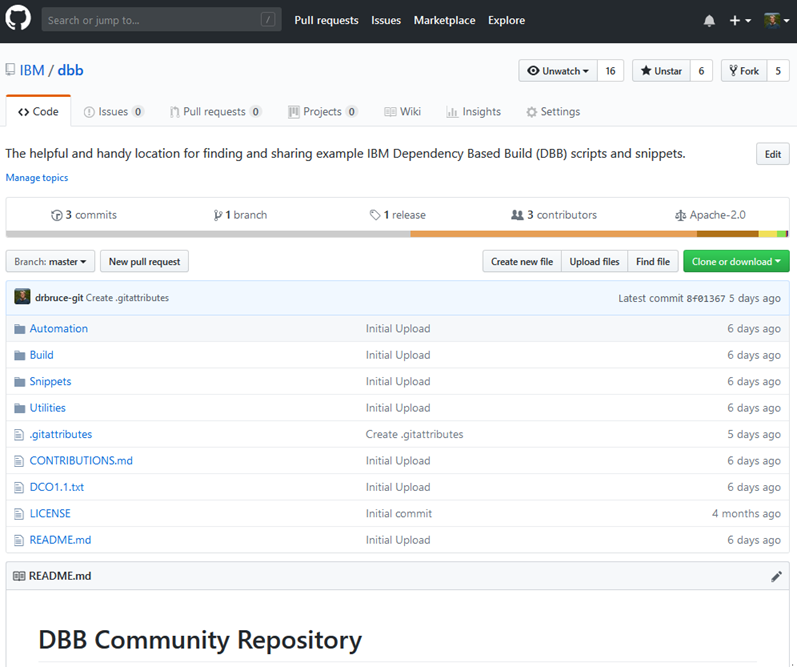 Search or jump to... / Pull requests Issues Marketplace Explore
IBM / dbb Unwatch 16 Unstar 6 Fork 5
Code Issues 0 Pull requests 0 Projects 0 Wiki Insights Settings
The helpful and handy location for finding and sharing example IBM Dependency Based Build (DBB) scripts and snippets. Edit
Manage topics
3 commits 1 branch 1 release 3 contributors Apache-2.0
Branch: master New pull request Create new file Upload files Find file Clone or download
drbruce-git Create .gitattributes Latest commit 8f01367 5 days ago
Automation Initial Upload 6 days ago
Build Initial Upload 6 days ago
Snippets Initial Upload 6 days ago
Utilities Initial Upload 6 days ago
.gitattributes Create .gitattributes 5 days ago
CONTRIBUTIONS.md Initial Upload 6 days ago
DCO1.1.txt Initial Upload 6 days ago
LICENSE Initial commit 4 months ago
README.md Initial Upload 6 days ago
README.md
DBB Community Repository